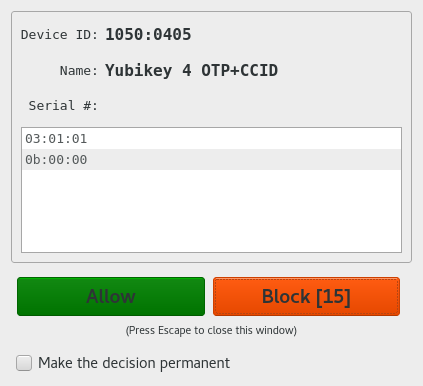 Device ID: 1050:0405
Name: Yubikey 4 OTP+CCID
Serial #:
03:01:01
0b:00:00
Allow Block [15]
(Press Escape to close this window)
Make the decision permanent